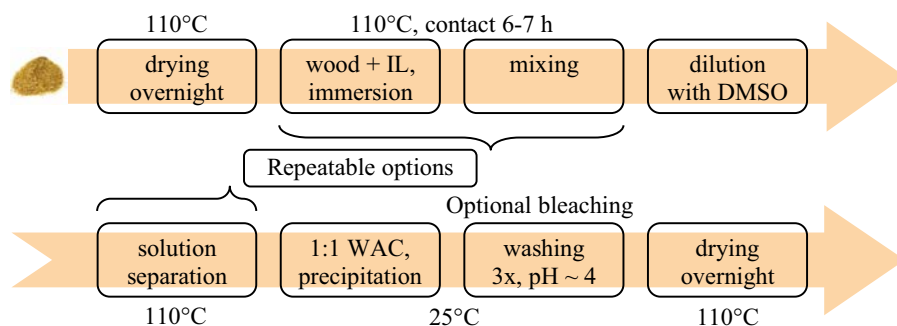 110°C
110°C, contact 6-7 h
drying
overnight
wood + IL,
immersion
mixing
dilution
with DMSO
Repeatable options
Optional bleaching
solution
separation
1:1 WAC,
precipitation
washing
3x, pH ~ 4
drying
overnight
110°C
25°C
110°C